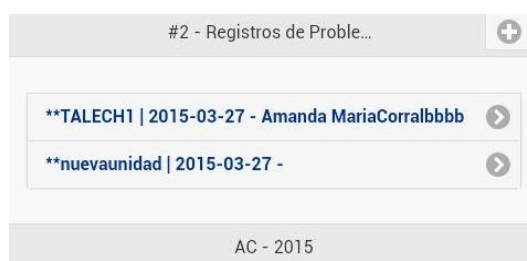 #2 - Registros de Proble...
**TALECH1 | 2015-03-27 - Amanda MariaCorralbbbb
**nuevaunidad | 2015-03-27 -
AC - 2015